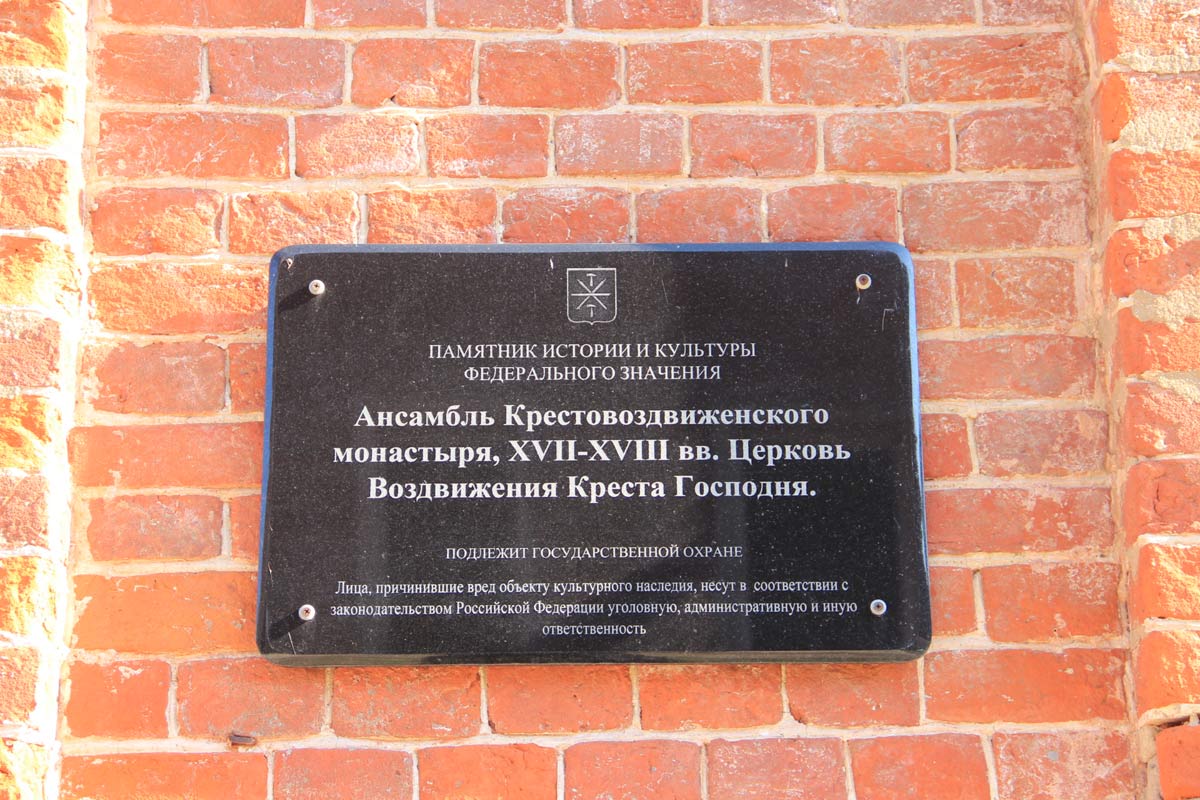 ПАМЯТНИК ИСТОРИИ И КУЛЬТУРЫ
ФЕДЕРАЛЬНОГО ЗНАЧЕНИЯ
Ансамбль Крестовоздвиженского
монастыря, XVII-XVIII вв. Церковь
Воздвижения Креста Господня.
ПОДЛЕЖИТ ГОСУДАРСТВЕННОЙ ОХРАНЕ
Лица, причинившие вред объекту культурного наследия, несут в соответствии с
законодательством Российской Федерации уголовную, административную и иную
ответственность